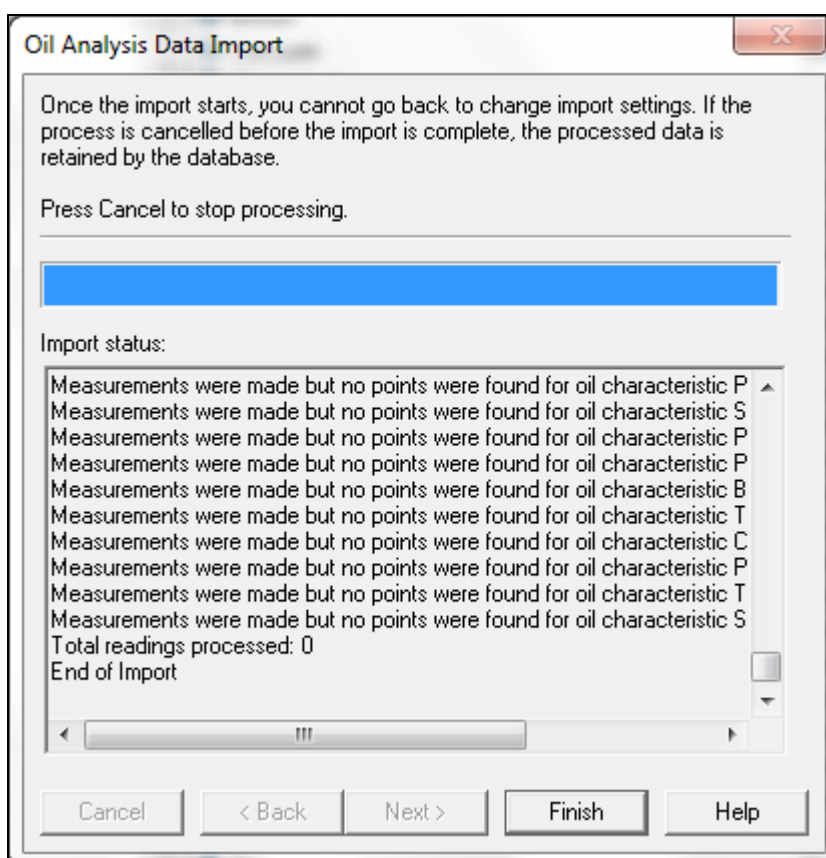 Oil Analysis Data Import
Once the import starts, you cannot go back to change import settings. If the
process is cancelled before the import is complete, the processed data is
retained by the database.
Press Cancel to stop processing.
Import status:
Measurements were made but no points were found for oil characteristic P
Measurements were made but no points were found for oil characteristic S
Measurements were made but no points were found for oil characteristic P
Measurements were made but no points were found for oil characteristic P
Measurements were made but no points were found for oil characteristic B
Measurements were made but no points were found for oil characteristic T
Measurements were made but no points were found for oil characteristic C
Measurements were made but no points were found for oil characteristic P
Measurements were made but no points were found for oil characteristic T
Measurements were made but no points were found for oil characteristic S
Total readings processed: 0
End of Import
Cancel < Back Next > Finish Help